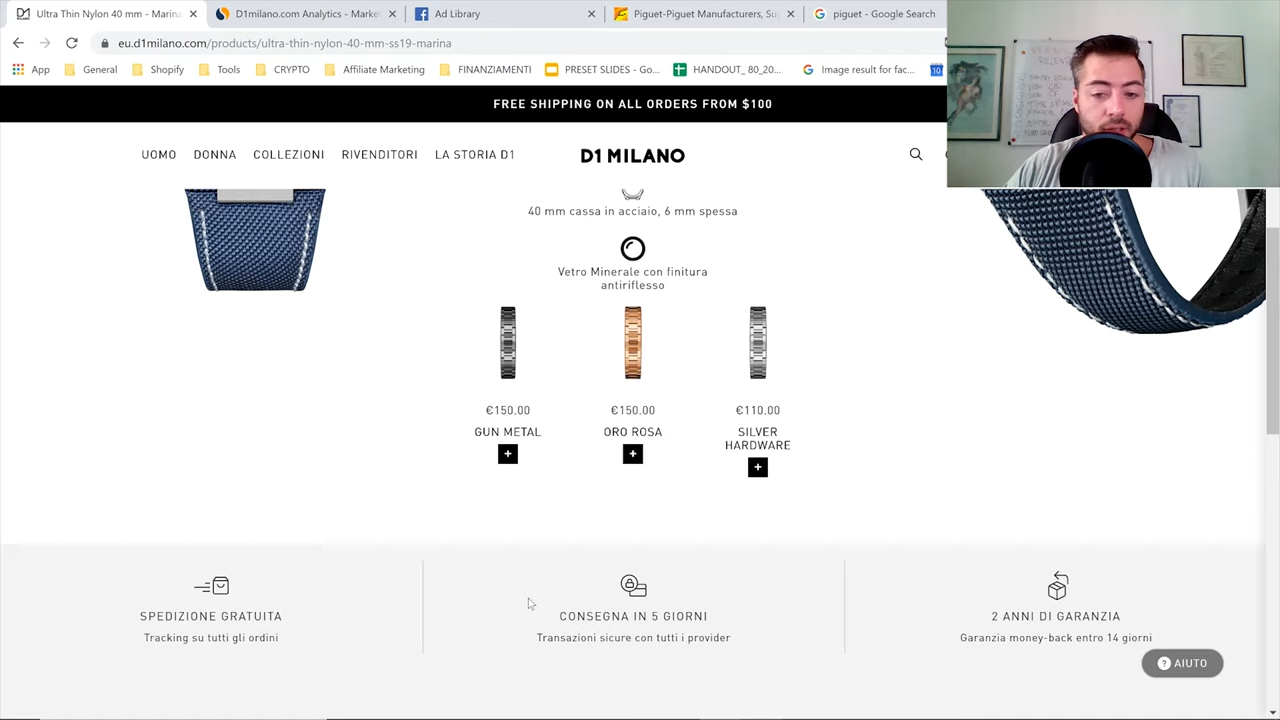 Ultra Thin Nylon 40 mm - Marina
D1milano.com Analytics - Marke
Ad Library
Piguet-Piguet Manufacturers, Su
piguet - Google Search
eu.d1milano.com/products/ultra-thin-nylon-40-mm-ss19-marina
App
General
Shopify
Tools
CRYPTO
Affiliate Marketing
FINANZIAMENTI
PRESET SLIDES - Go...
HANDOUT_ 80_20...
Image result for fac...
10
FREE SHIPPING ON ALL ORDERS FROM $100
UOMO DONNA COLLEZIONI RIVENDITORI LA STORIA D1
D1 MILANO
40 mm cassa in acciaio, 6 mm spessa
Vetro Minerale con finitura
antiriflesso
€150.00 €150.00 €110.00
GUN METAL ORO ROSA SILVER
HARDWARE
+ + +
SPEDIZIONE GRATUITA CONSEGNA IN 5 GIORNI 2 ANNI DI GARANZIA
Tracking su tutti gli ordini Transazioni sicure con tutti i provider Garanzia money-back entro 14 giorni
? AIUTO